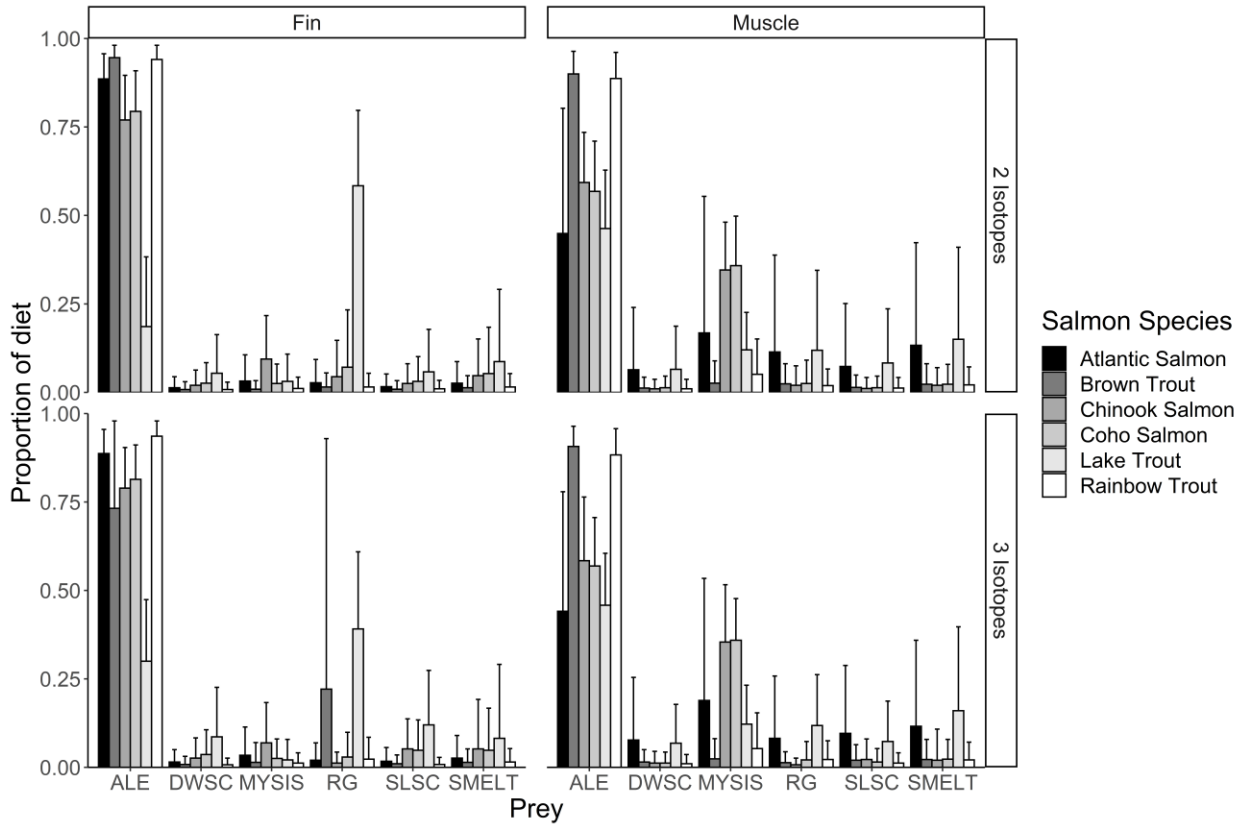 Fin
Muscle
Proportion of diet
1.00
0.75
0.50
0.25
0.00
2 Isotopes
1.00
0.75
0.50
0.25
0.00
3 Isotopes
ALE DWSC MYSIS RG SLSC SMELT
ALE DWSC MYSIS RG SLSC SMELT
Prey
Salmon Species
Atlantic Salmon
Brown Trout
Chinook Salmon
Coho Salmon
Lake Trout
Rainbow Trout